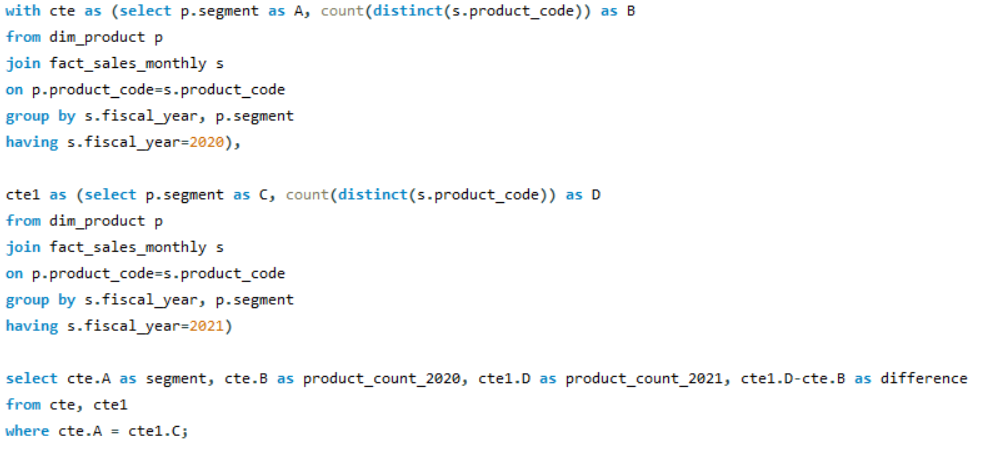 with cte as (select p.segment as A, count(distinct(s.product_code)) as B
from dim_product p
join fact_sales_monthly s
on p.product_code=s.product_code
group by s.fiscal_year, p.segment
having s.fiscal_year=2020),
cte1 as (select p.segment as C, count(distinct(s.product_code)) as D
from dim_product p
join fact_sales_monthly s
on p.product_code=s.product_code
group by s.fiscal_year, p.segment
having s.fiscal_year=2021)
select cte.A as segment, cte.B as product_count_2020, cte1.D as product_count_2021, cte1.D-cte.B as difference
from cte, cte1
where cte.A = cte1.C;